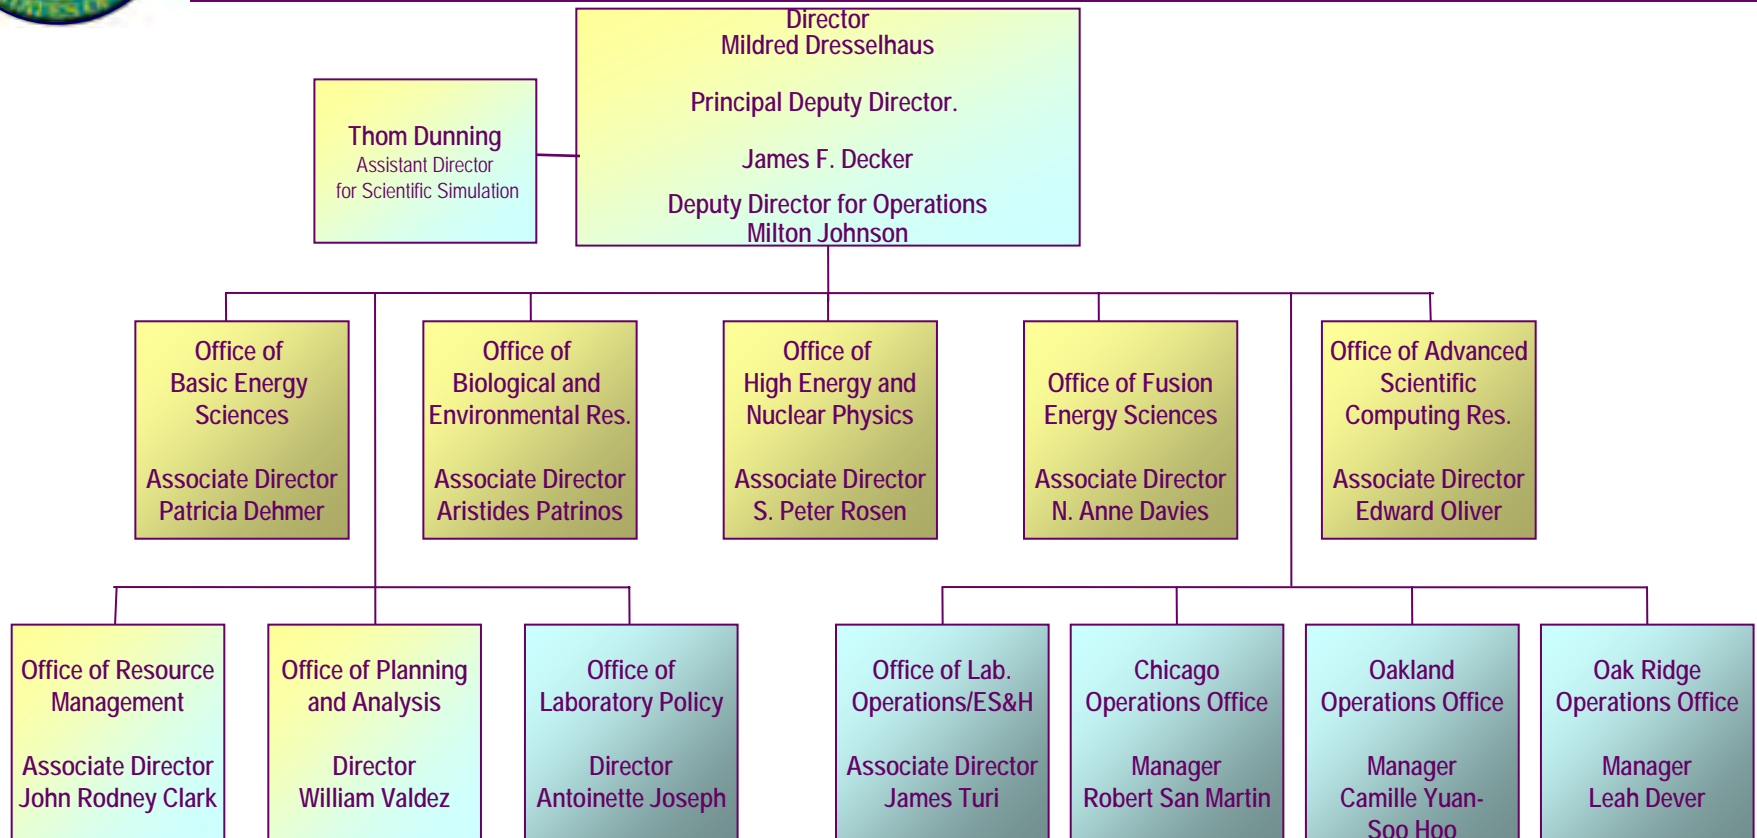 Director
Mildred Dresselhaus
Principal Deputy Director.
James F. Decker
Deputy Director for Operations
Milton Johnson
Thom Dunning
Assistant Director
for Scientific Simulation
Office of
Basic Energy
Sciences
Associate Director
Patricia Dehmer
Office of
Biological and
Environmental Res.
Associate Director
Aristides Patrinos
Office of
High Energy and
Nuclear Physics
Associate Director
S. Peter Rosen
Office of Fusion
Energy Sciences
Associate Director
N. Anne Davies
Office of Advanced
Scientific
Computing Res.
Associate Director
Edward Oliver
Office of Resource
Management
Associate Director
John Rodney Clark
Office of Planning
and Analysis
Director
William Valdez
Office of
Laboratory Policy
Director
Antoinette Joseph
Office of Lab.
Operations/ES&H
Associate Director
James Turi
Chicago
Operations Office
Manager
Robert San Martin
Oakland
Operations Office
Manager
Camille Yuan-
Soo Hoo
Oak Ridge
Operations Office
Manager
Leah Dever